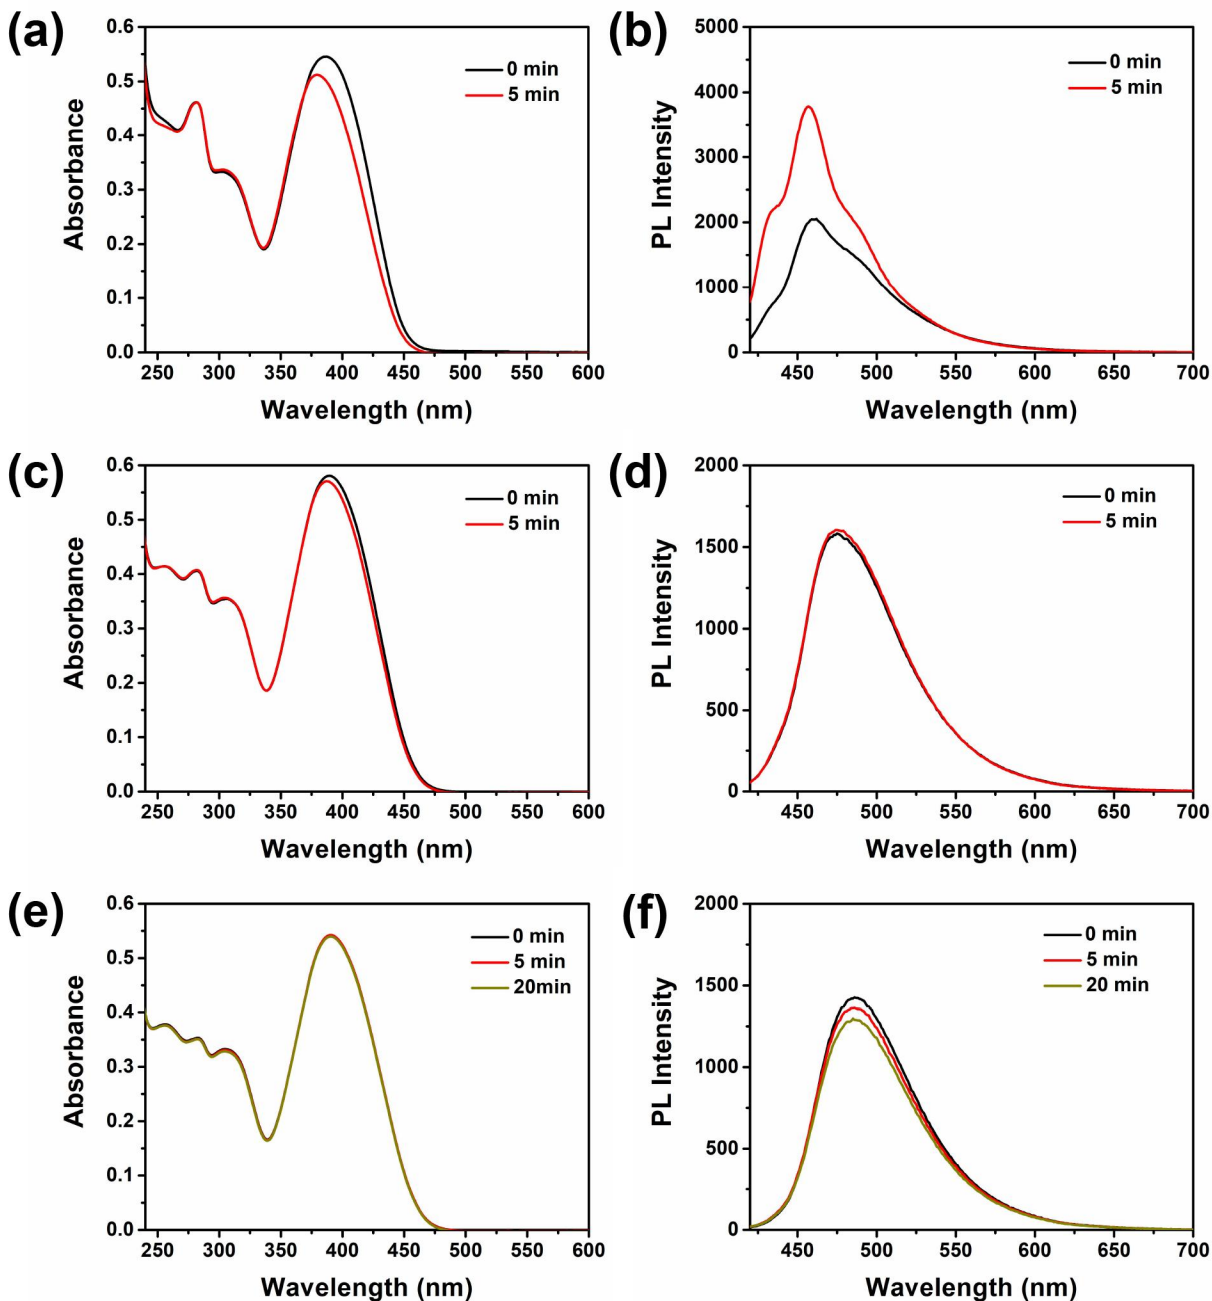 (a)
0.6
0.5
0.4
0.3
0.2
0.1
0.0
Absorbance
0 min
5 min
250 300 350 400 450 500 550 600
Wavelength (nm)
(b)
5000
4000
3000
2000
1000
0
PL Intensity
0 min
5 min
450 500 550 600 650 700
Wavelength (nm)
(c)
0.6
0.5
0.4
0.3
0.2
0.1
0.0
Absorbance
0 min
5 min
250 300 350 400 450 500 550 600
Wavelength (nm)
(d)
2000
1500
1000
500
0
PL Intensity
0 min
5 min
450 500 550 600 650 700
Wavelength (nm)
(e)
0.6
0.5
0.4
0.3
0.2
0.1
0.0
Absorbance
0 min
5 min
20min
250 300 350 400 450 500 550 600
Wavelength (nm)
(f)
2000
1500
1000
500
0
PL Intensity
0 min
5 min
20 min
450 500 550 600 650 700
Wavelength (nm)